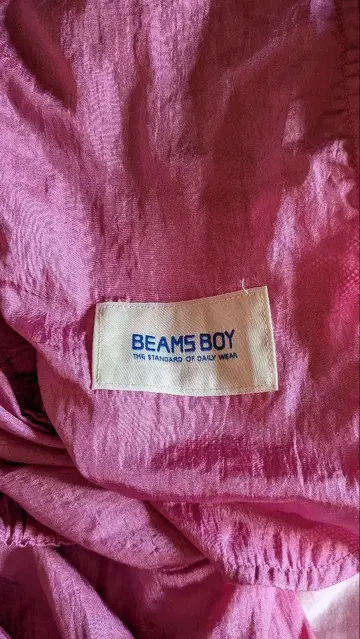 BEAMS BOY
THE STANDARD OF DAILY WEAR